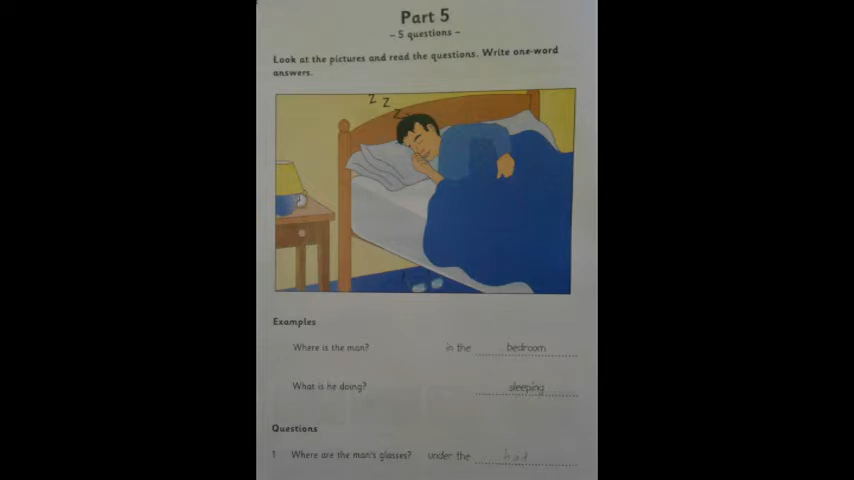 Part 5
– 5 questions –
Look at the pictures and read the questions. Write one-word
answers.
Z Z Z
Examples
Where is the man? in the bedroom
What is he doing? sleeping
Questions
1 Where are the man's glasses? under the